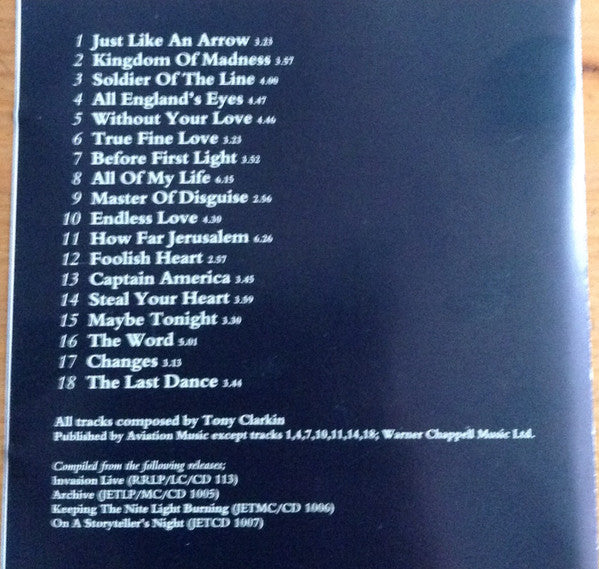 1 Just Like An Arrow 3.23
2 Kingdom Of Madness 3.57
3 Soldier Of The Line 4.00
4 All England's Eyes 4.47
5 Without Your Love 4.46
6 True Fine Love 3.23
7 Before First Light 3.52
8 All Of My Life 6.15
9 Master Of Disguise 2.56
10 Endless Love 4.30
11 How Far Jerusalem 6.26
12 Foolish Heart 2.57
13 Captain America 3.45
14 Steal Your Heart 3.59
15 Maybe Tonight 3.30
16 The Word 5.01
17 Changes 3.13
18 The Last Dance 3.44
All tracks composed by Tony Clarkin
Published by Aviation Music except tracks 1,4,7,10,11,14,18; Warner Chappell Music Ltd.
Compiled from the following releases;
Invasion Live (RRLP/LC/CD 113)
Archive (JETLP/MC/CD 1005)
Keeping The Nite Light Burning (JETMC/CD 1006)
On A Storyteller's Night (JETCD 1007)